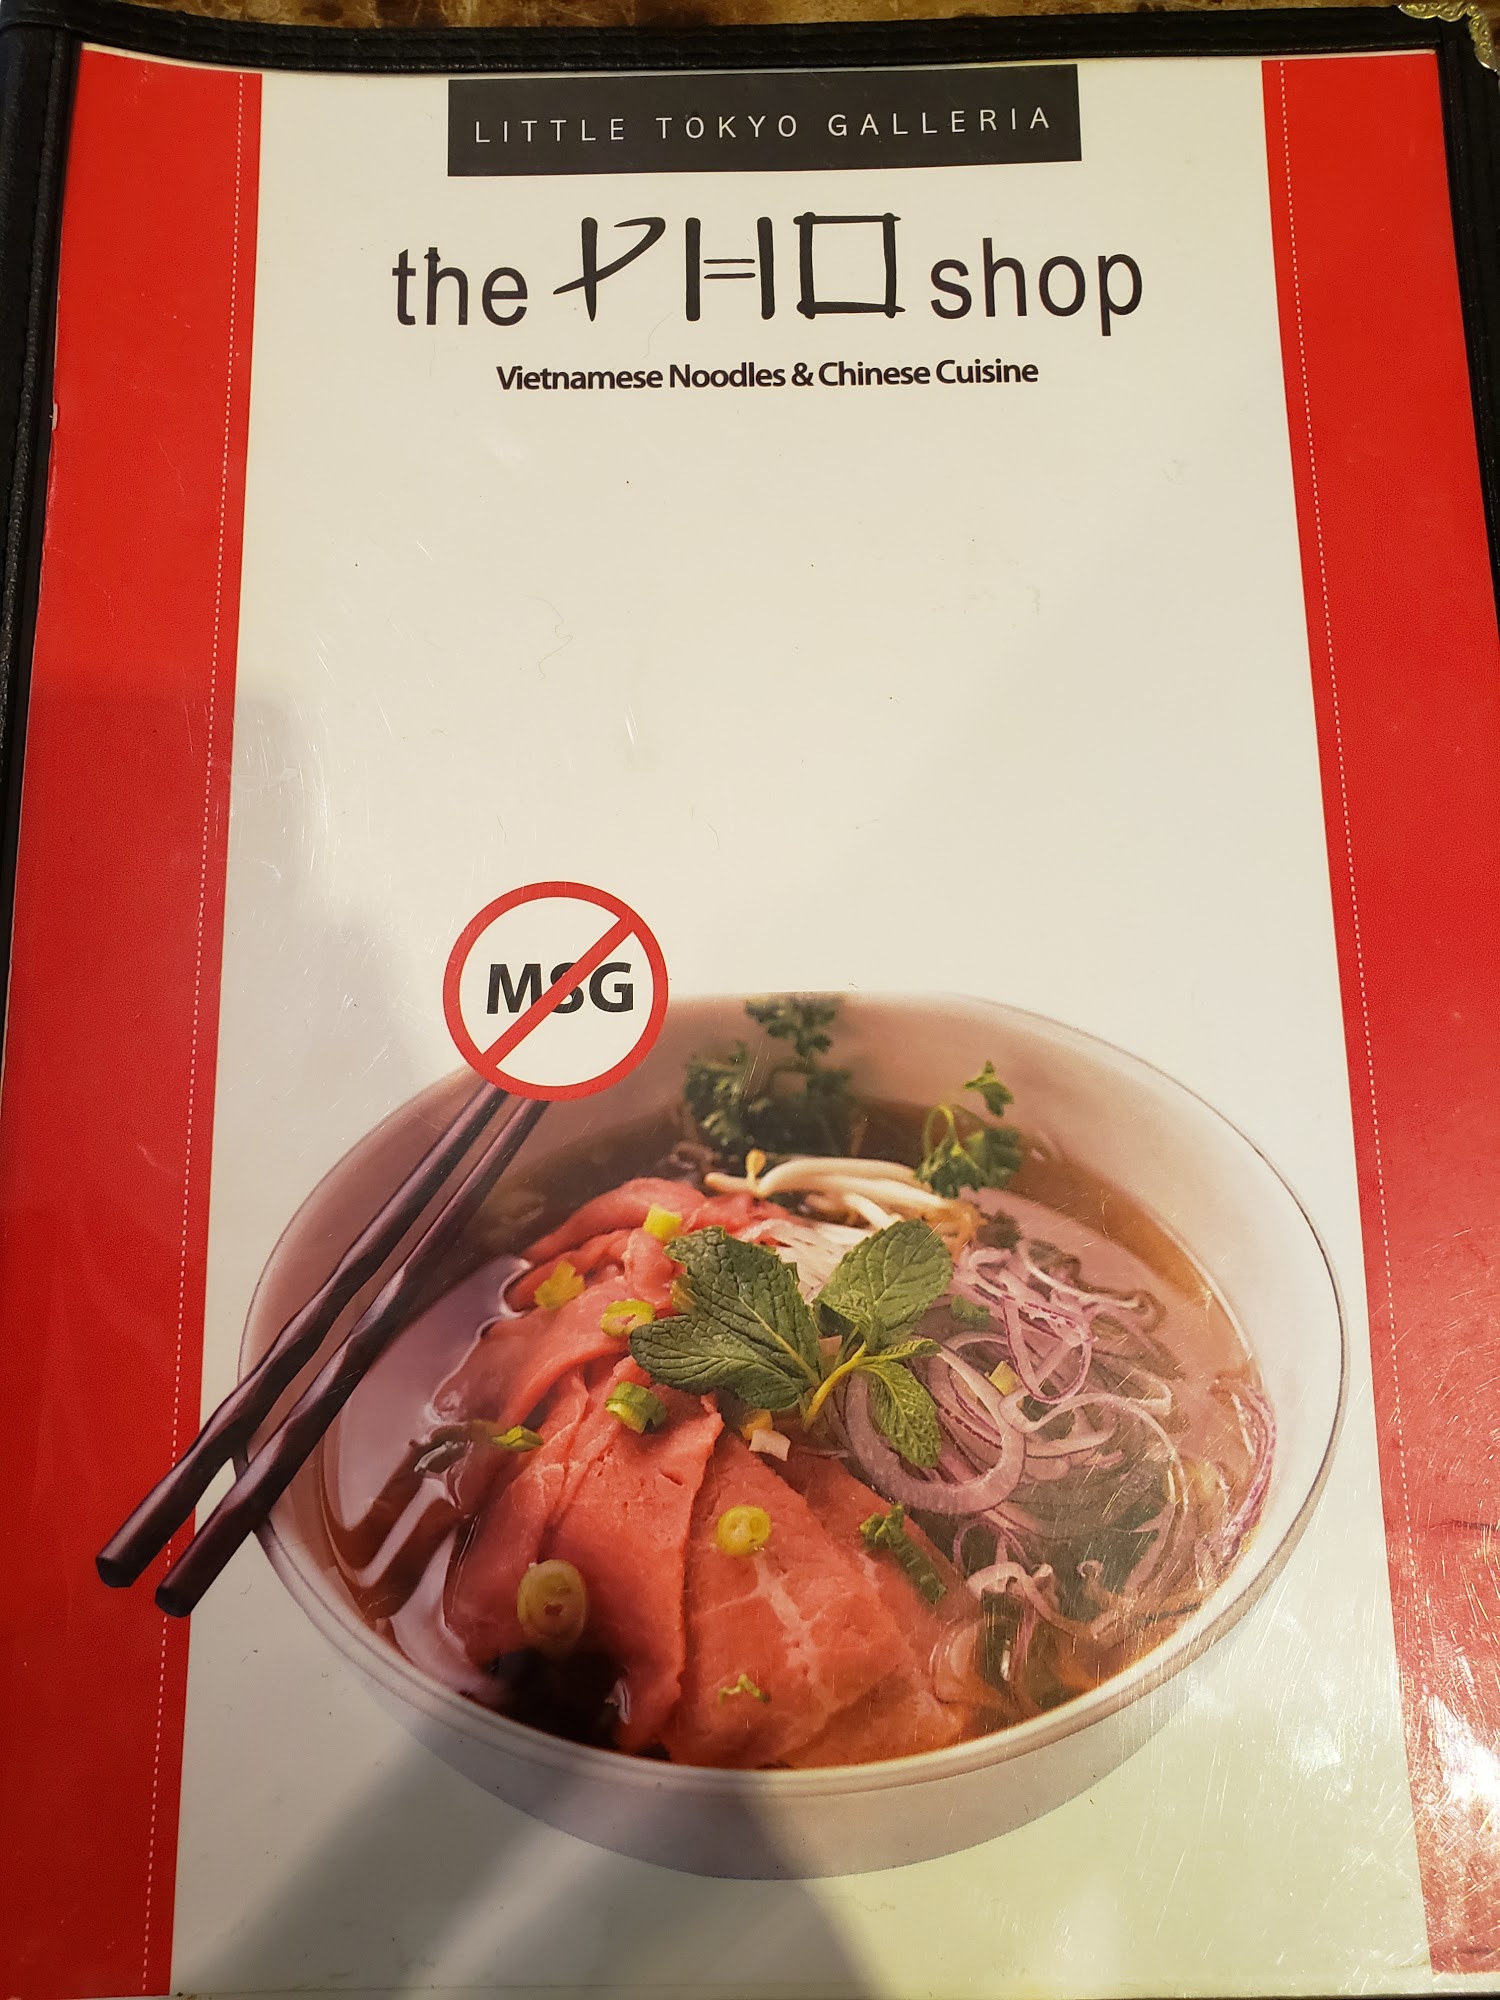 LITTLE TOKYO GALLERIA
the PHO shop
Vietnamese Noodles & Chinese Cuisine
MSG